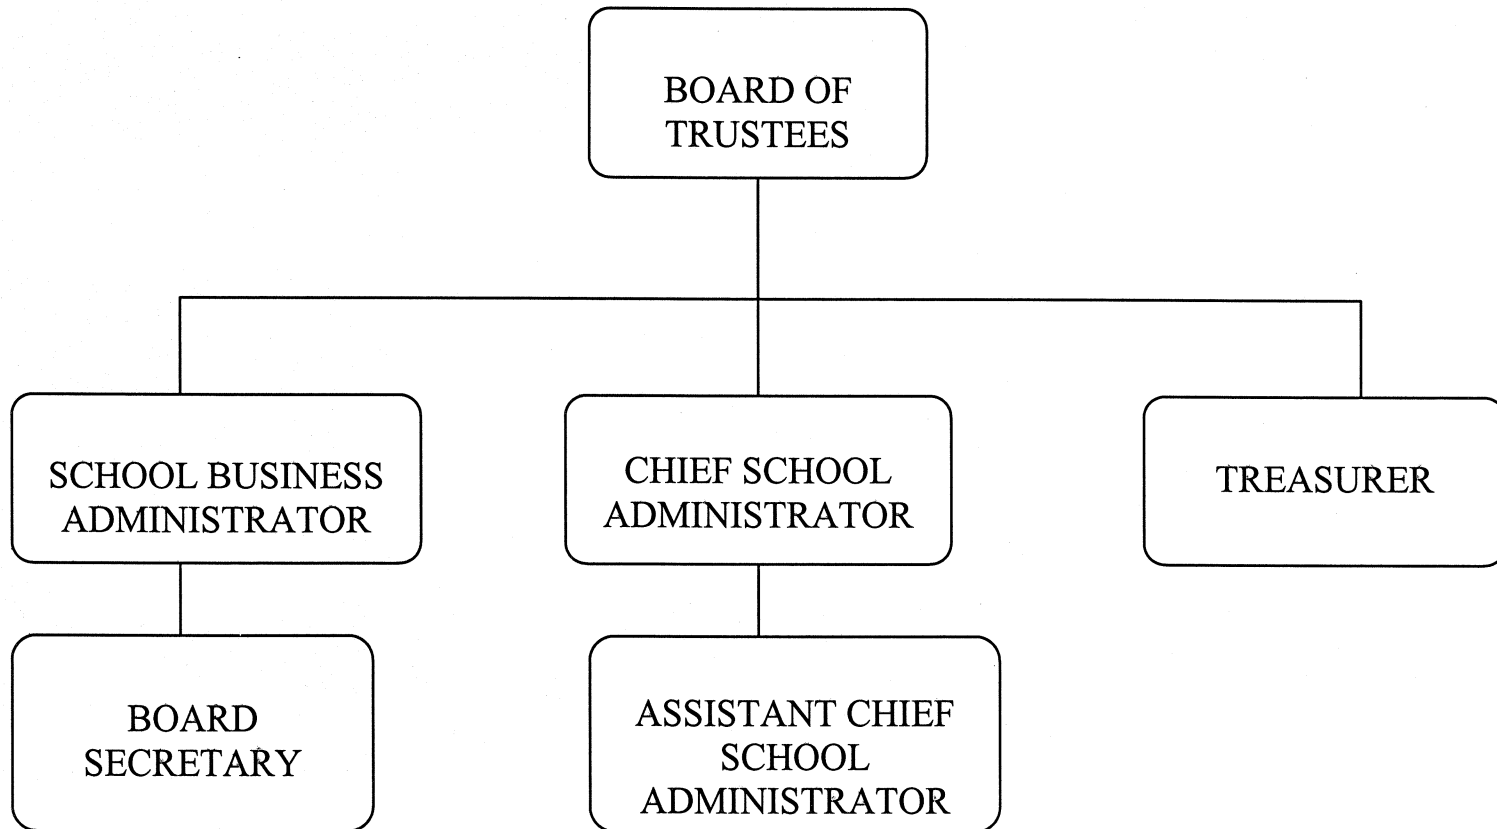 BOARD OF
TRUSTEES
SCHOOL BUSINESS
ADMINISTRATOR
CHIEF SCHOOL
ADMINISTRATOR
TREASURER
BOARD
SECRETARY
ASSISTANT CHIEF
SCHOOL
ADMINISTRATOR